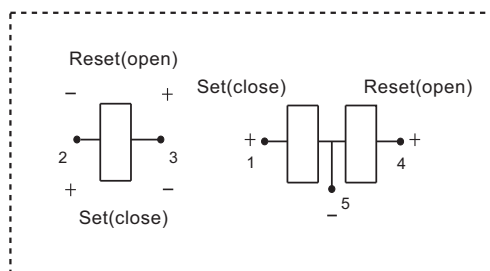 Reset(open)
− +
2 3
+ −
Set(close)
Set(close) Reset(open)
+ +
1 4
5
−